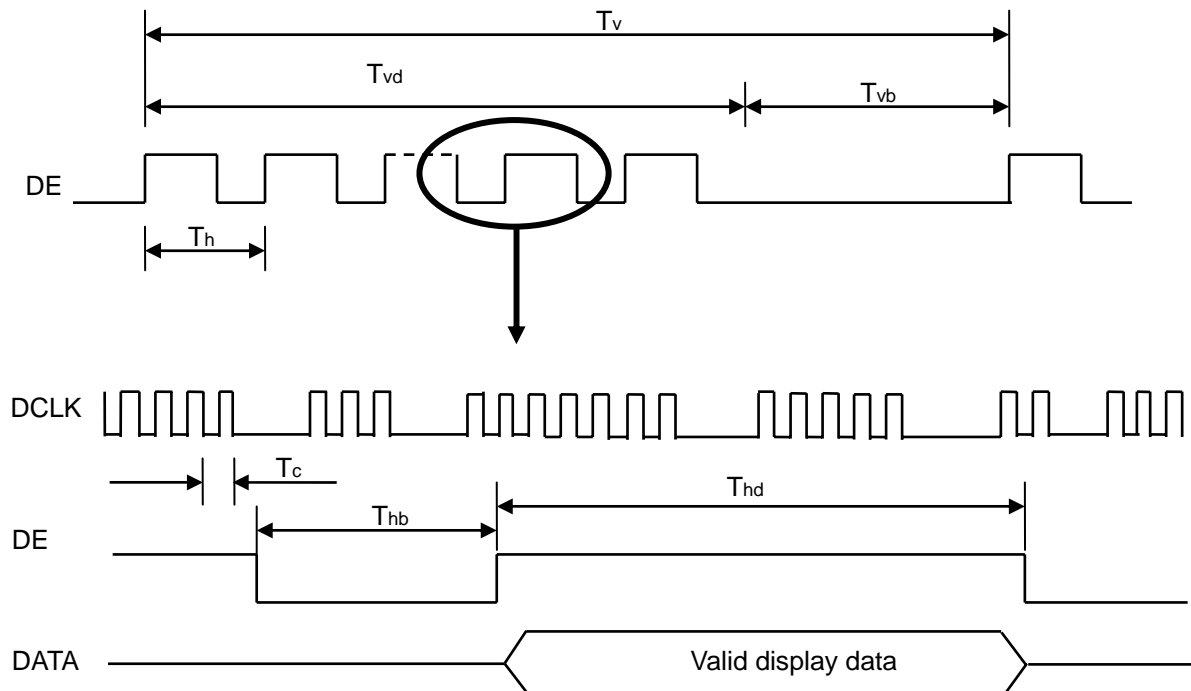 Tv
Tvd
Tvb
DE
Th
DCLK
Tc
Thd
Thb
DE
DATA
Valid display data